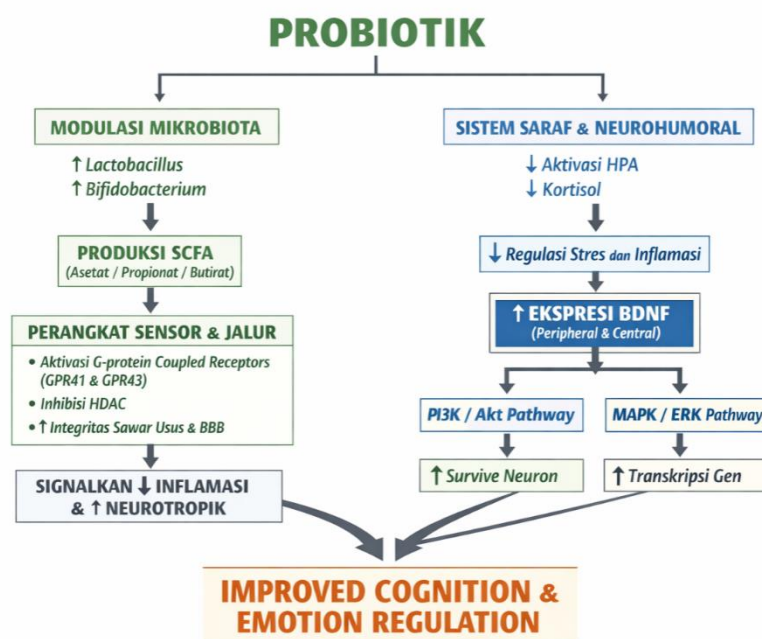 PROBIOTIK
MODULASI MIKROBIOTA
↑ Lactobacillus
↑ Bifidobacterium
PRODUKSI SCFA
(Asetat / Propionat / Butirat)
PERANGKAT SENSOR & JALUR
• Aktivasi G-protein Coupled Receptors
(GPR41 & GPR43)
• Inhibisi HDAC
• ↑ Integritas Sawar Usus & BBB
SIGNALKAN ↓ INFLAMASI
& ↑ NEUROTROPIK
SISTEM SARAF & NEUROHUMORAL
↓ Aktivasi HPA
↓ Kortisol
↓ Regulasi Stres dan Inflamasi
↑ EKSPRESI BDNF
(Peripheral & Central)
PI3K / Akt Pathway
↑ Survive Neuron
MAPK / ERK Pathway
↑ Transkripsi Gen
IMPROVED COGNITION &
EMOTION REGULATION